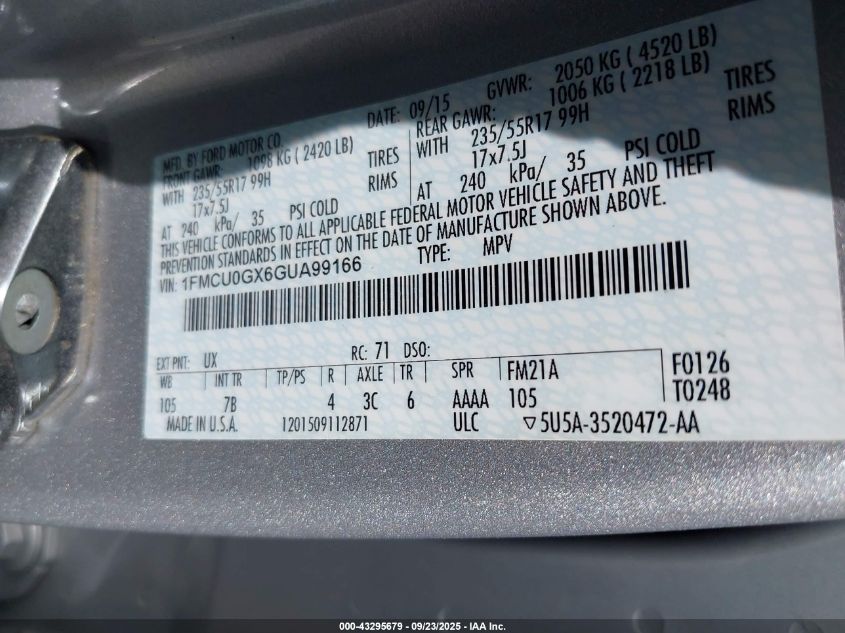 MFD. BY FORD MOTOR CO.
DATE: 09/15 GVWR: 2050 KG ( 4520 LB)
FRONT GAWR: 1098 KG ( 2420 LB)
REAR GAWR: 1006 KG ( 2218 LB)
WITH 235/55R17 99H TIRES
WITH 235/55R17 99H TIRES
17x7.5J RIMS
17x7.5J RIMS
AT 240 kPa/ 35 PSI COLD
AT 240 kPa/ 35 PSI COLD
THIS VEHICLE CONFORMS TO ALL APPLICABLE FEDERAL MOTOR VEHICLE SAFETY AND THEFT
PREVENTION STANDARDS IN EFFECT ON THE DATE OF MANUFACTURE SHOWN ABOVE.
VIN: 1FMCU0GX6GUA99166 TYPE: MPV
EXT PNT: UX RC: 71 DSO:
WB INT TR TP/PS R AXLE TR SPR FM21A F0126
105 7B 4 3C 6 AAAA 105 T0248
MADE IN U.S.A. 1201509112871 ULC ▽5U5A-3520472-AA
000-43295679 - 09/23/2025 - IAA Inc.